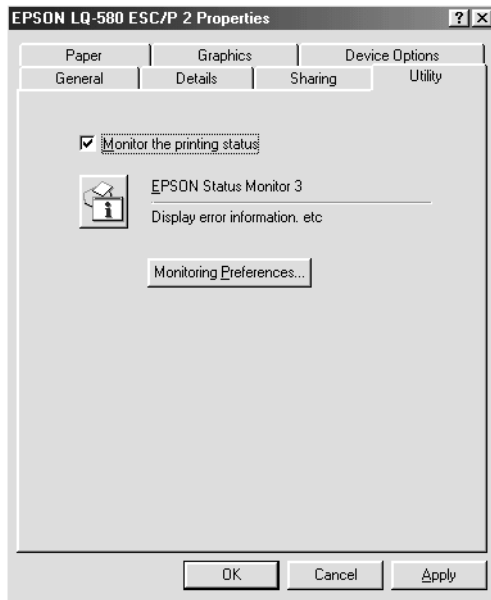 EPSON LQ-580 ESC/P 2 Properties
Paper Graphics Device Options
General Details Sharing Utility
Monitor the printing status
EPSON Status Monitor 3
Display error information. etc
Monitoring Preferences...
OK Cancel Apply